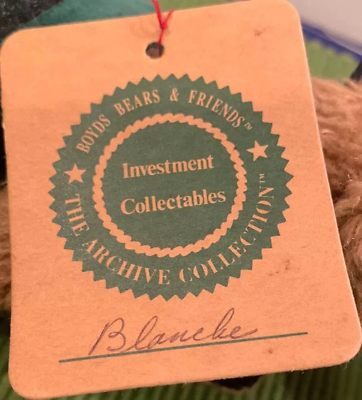 BOYDS BEARS & FRIENDS™
Investment
Collectables
THE ARCHIVE COLLECTION™
Blanche